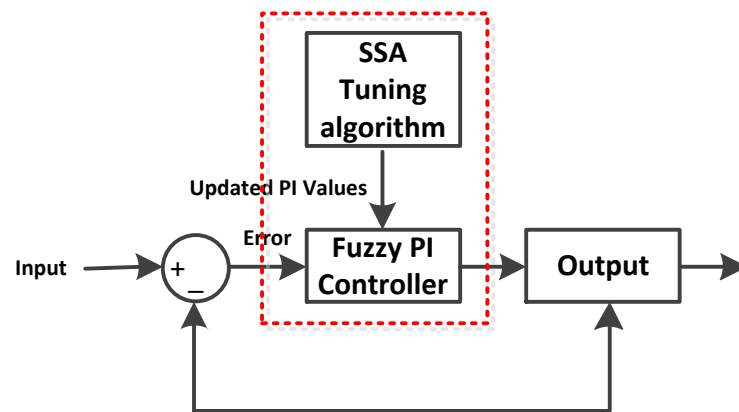 SSA
Tuning
algorithm
Updated PI Values
Error
Input
+
−
Fuzzy PI
Controller
Output